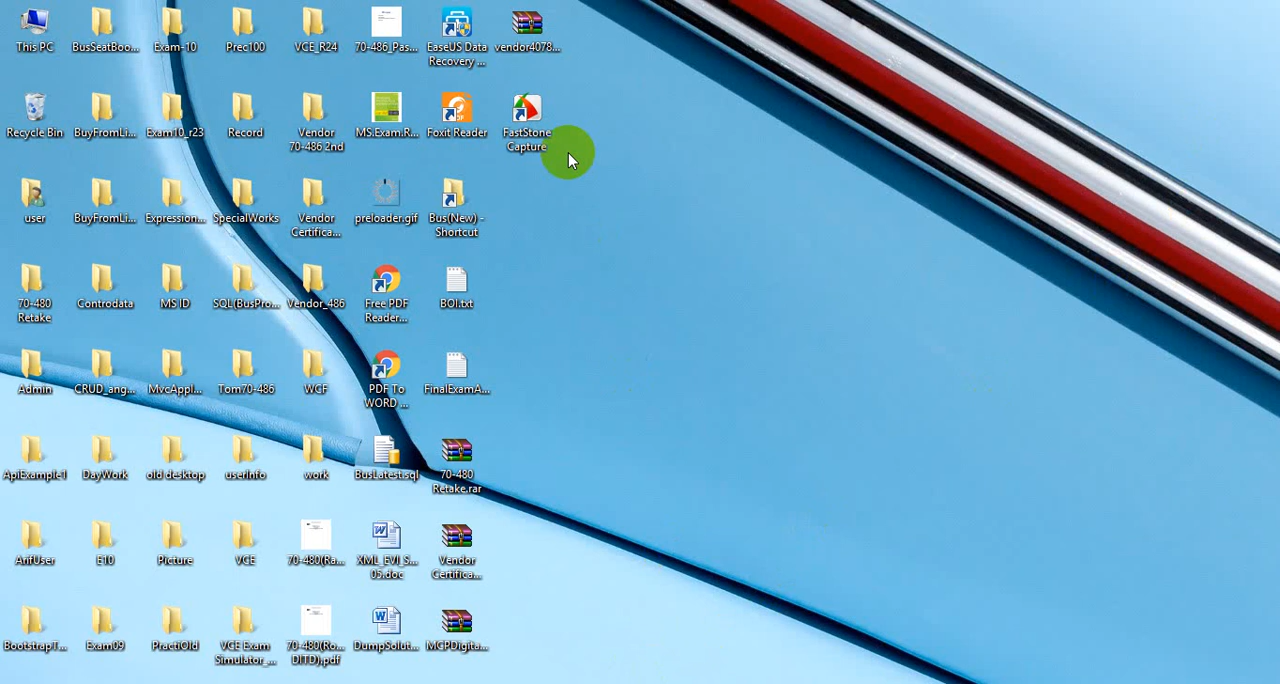 This PC
BusSeatBoo...
Exam-10
Prec100
VCE_R24
70-486_Pas...
EaseUS Data
Recovery ...
vendor4078...
Recycle Bin
BuyFromLi...
Exam10_r23
Record
Vendor
70-486 2nd
MS.Exam.R...
Foxit Reader
FastStone
Capture
user
BuyFromLi...
Expression...
SpecialWorks
Vendor
Certifica...
preloader.gif
Bus(New) -
Shortcut
70-480
Retake
Controdata
MS ID
SQL(BusPro...
Vendor_486
Free PDF
Reader...
BOI.txt
Admin
CRUD_ang...
MvcAppl...
Tom70-486
WCF
PDF To
WORD ...
FinalExamA...
ApiExample1
DayWork
old desktop
userInfo
work
BusLatest.sql
70-480
Retake.rar
ArifUser
E10
Picture
VCE
70-480(Ra...
XML_EVI_S...
05.doc
Vendor
Certifica...
BootstrapT...
Exam09
PractiOld
VCE Exam
Simulator_...
70-480(Ro...
DITD).pdf
DumpSolut...
MCPDigita...